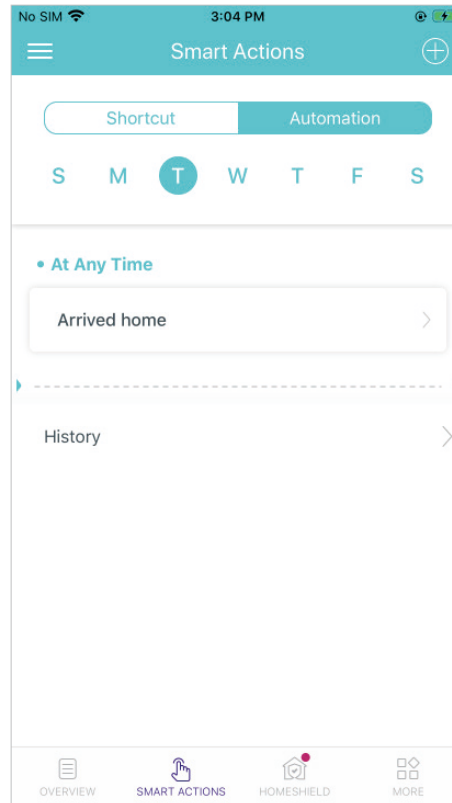 No SIM 3:04 PM
Smart Actions
Shortcut Automation
S M T W T F S
• At Any Time
Arrived home
History
OVERVIEW SMART ACTIONS HOMESHIELD MORE